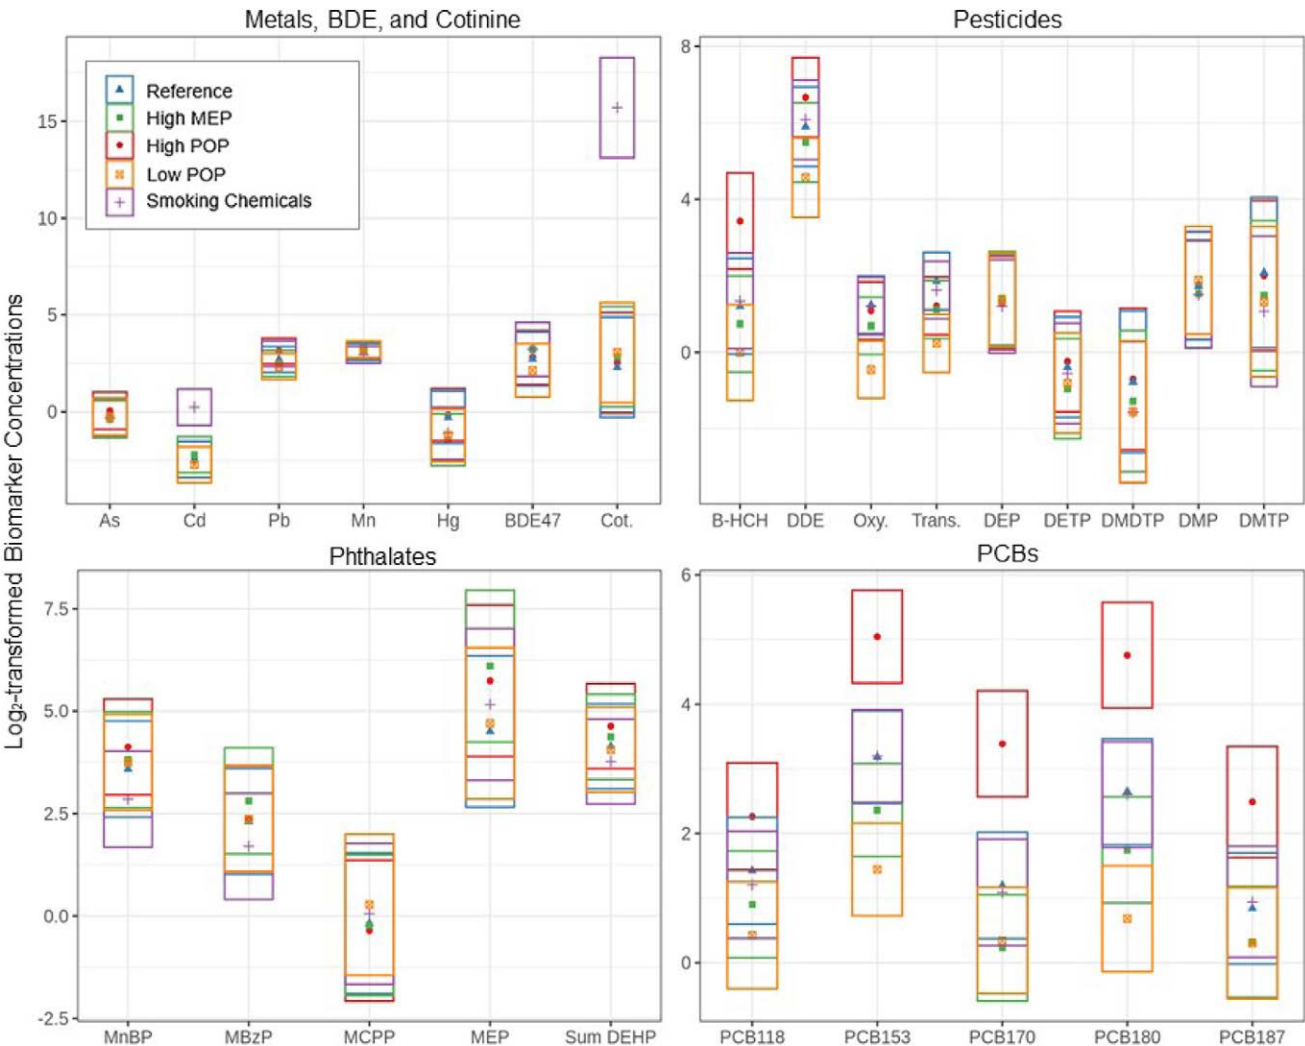 Metals, BDE, and Cotinine
Pesticides
Log₂-transformed Biomarker Concentrations
Reference
High MEP
High POP
Low POP
Smoking Chemicals
15
10
5
0
As Cd Pb Mn Hg BDE47 Cot.
8
4
0
B-HCH DDE Oxy. Trans. DEP DETP DMDTP DMP DMTP
Phthalates
7.5
5.0
2.5
0.0
-2.5
MnBP MBzP MCPP MEP Sum DEHP
PCBs
6
4
2
0
PCB118 PCB153 PCB170 PCB180 PCB187